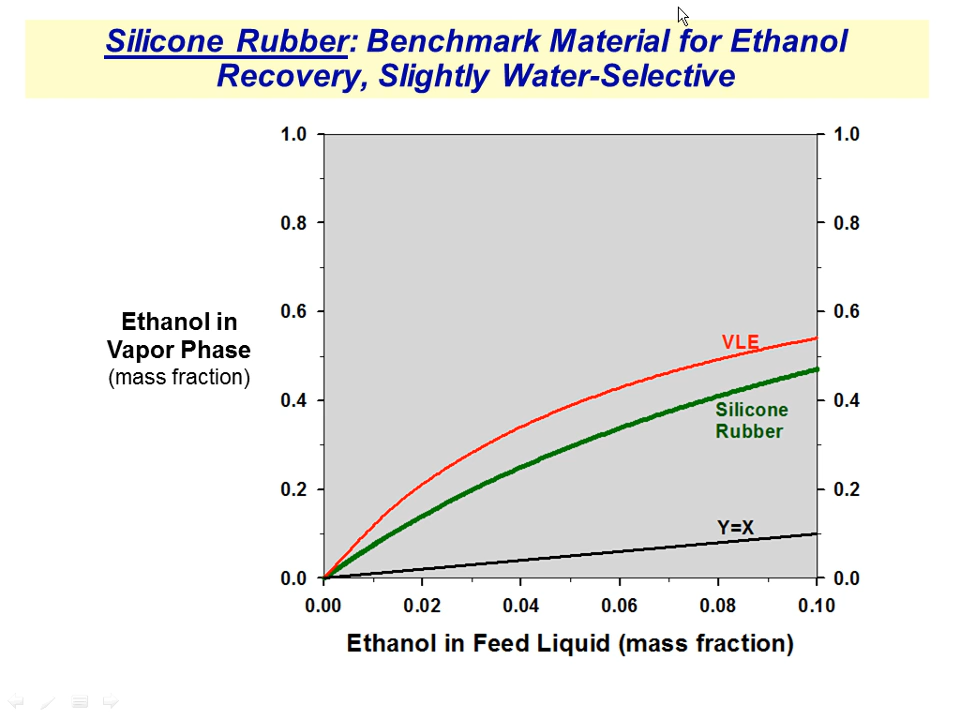 Silicone Rubber: Benchmark Material for Ethanol
Recovery, Slightly Water-Selective
1.0
0.8
0.6
0.4
0.2
0.0
1.0
0.8
0.6
0.4
0.2
0.0
Ethanol in
Vapor Phase
(mass fraction)
VLE
Silicone
Rubber
Y=X
0.00 0.02 0.04 0.06 0.08 0.10
Ethanol in Feed Liquid (mass fraction)